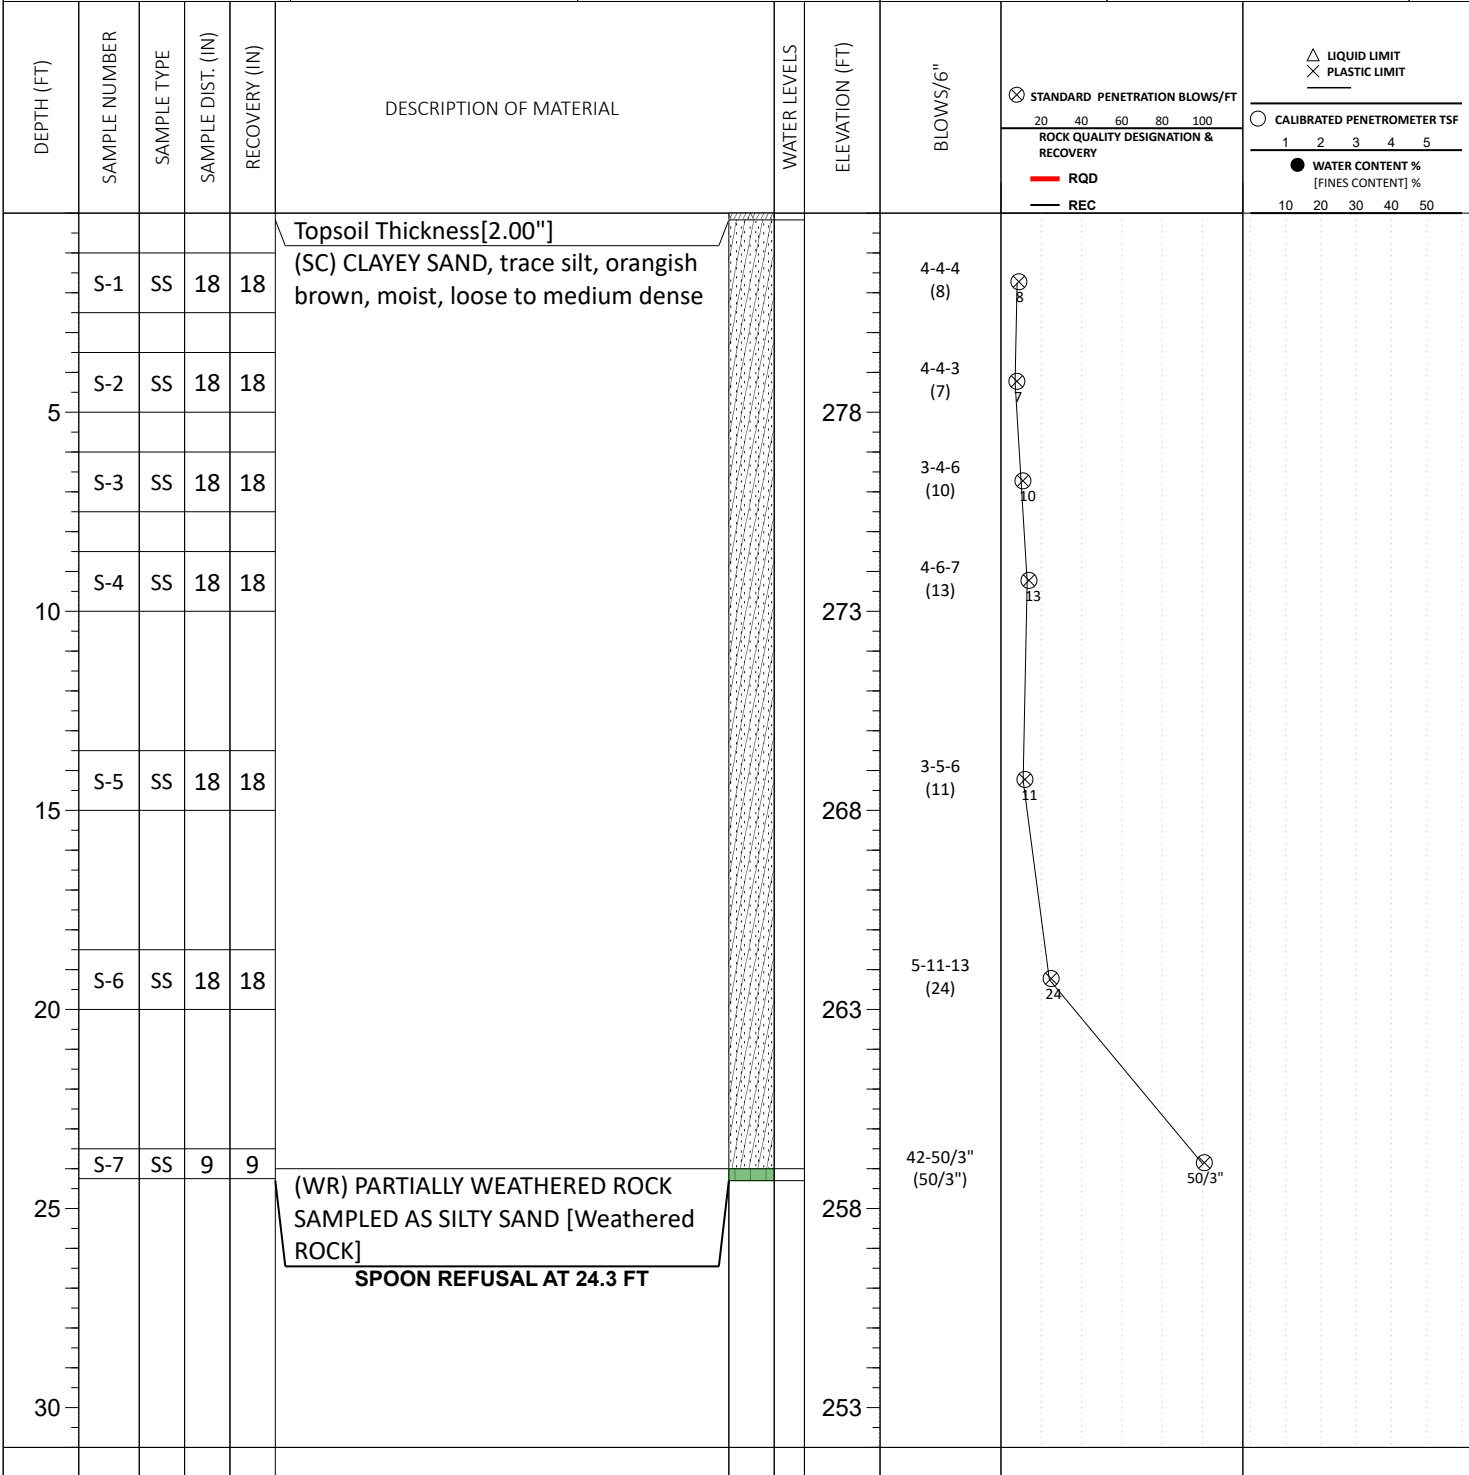 DEPTH (FT)
SAMPLE NUMBER
SAMPLE TYPE
SAMPLE DIST. (IN)
RECOVERY (IN)
DESCRIPTION OF MATERIAL
WATER LEVELS
ELEVATION (FT)
BLOWS/6"
STANDARD PENETRATION BLOWS/FT
20 40 60 80 100
ROCK QUALITY DESIGNATION &
RECOVERY
RQD
REC
LIQUID LIMIT
PLASTIC LIMIT
CALIBRATED PENETROMETER TSF
1 2 3 4 5
WATER CONTENT %
[FINES CONTENT] %
10 20 30 40 50
Topsoil Thickness[2.00"]
(SC) CLAYEY SAND, trace silt, orangish
brown, moist, loose to medium dense
S-1 SS 18 18
4-4-4
(8)
8
S-2 SS 18 18
4-4-3
(7)
7
5
278
S-3 SS 18 18
3-4-6
(10)
10
S-4 SS 18 18
4-6-7
(13)
13
10
273
S-5 SS 18 18
3-5-6
(11)
11
15
268
S-6 SS 18 18
5-11-13
(24)
24
20
263
S-7 SS 9 9
42-50/3"
(50/3")
50/3"
(WR) PARTIALLY WEATHERED ROCK
SAMPLED AS SILTY SAND [Weathered
ROCK]
25
258
SPOON REFUSAL AT 24.3 FT
30
253